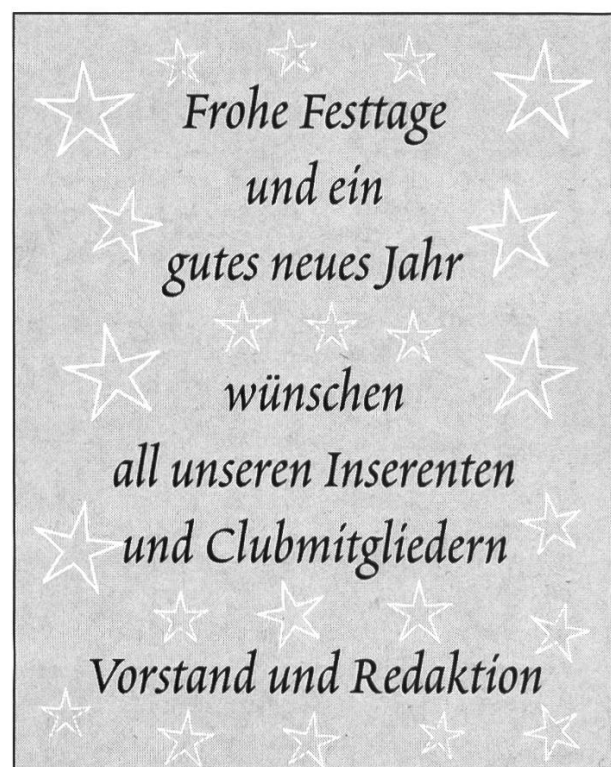 Frohe Festtage
und ein
gutes neues Jahr
wünschen
all unseren Inserenten
und Clubmitgliedern
Vorstand und Redaktion